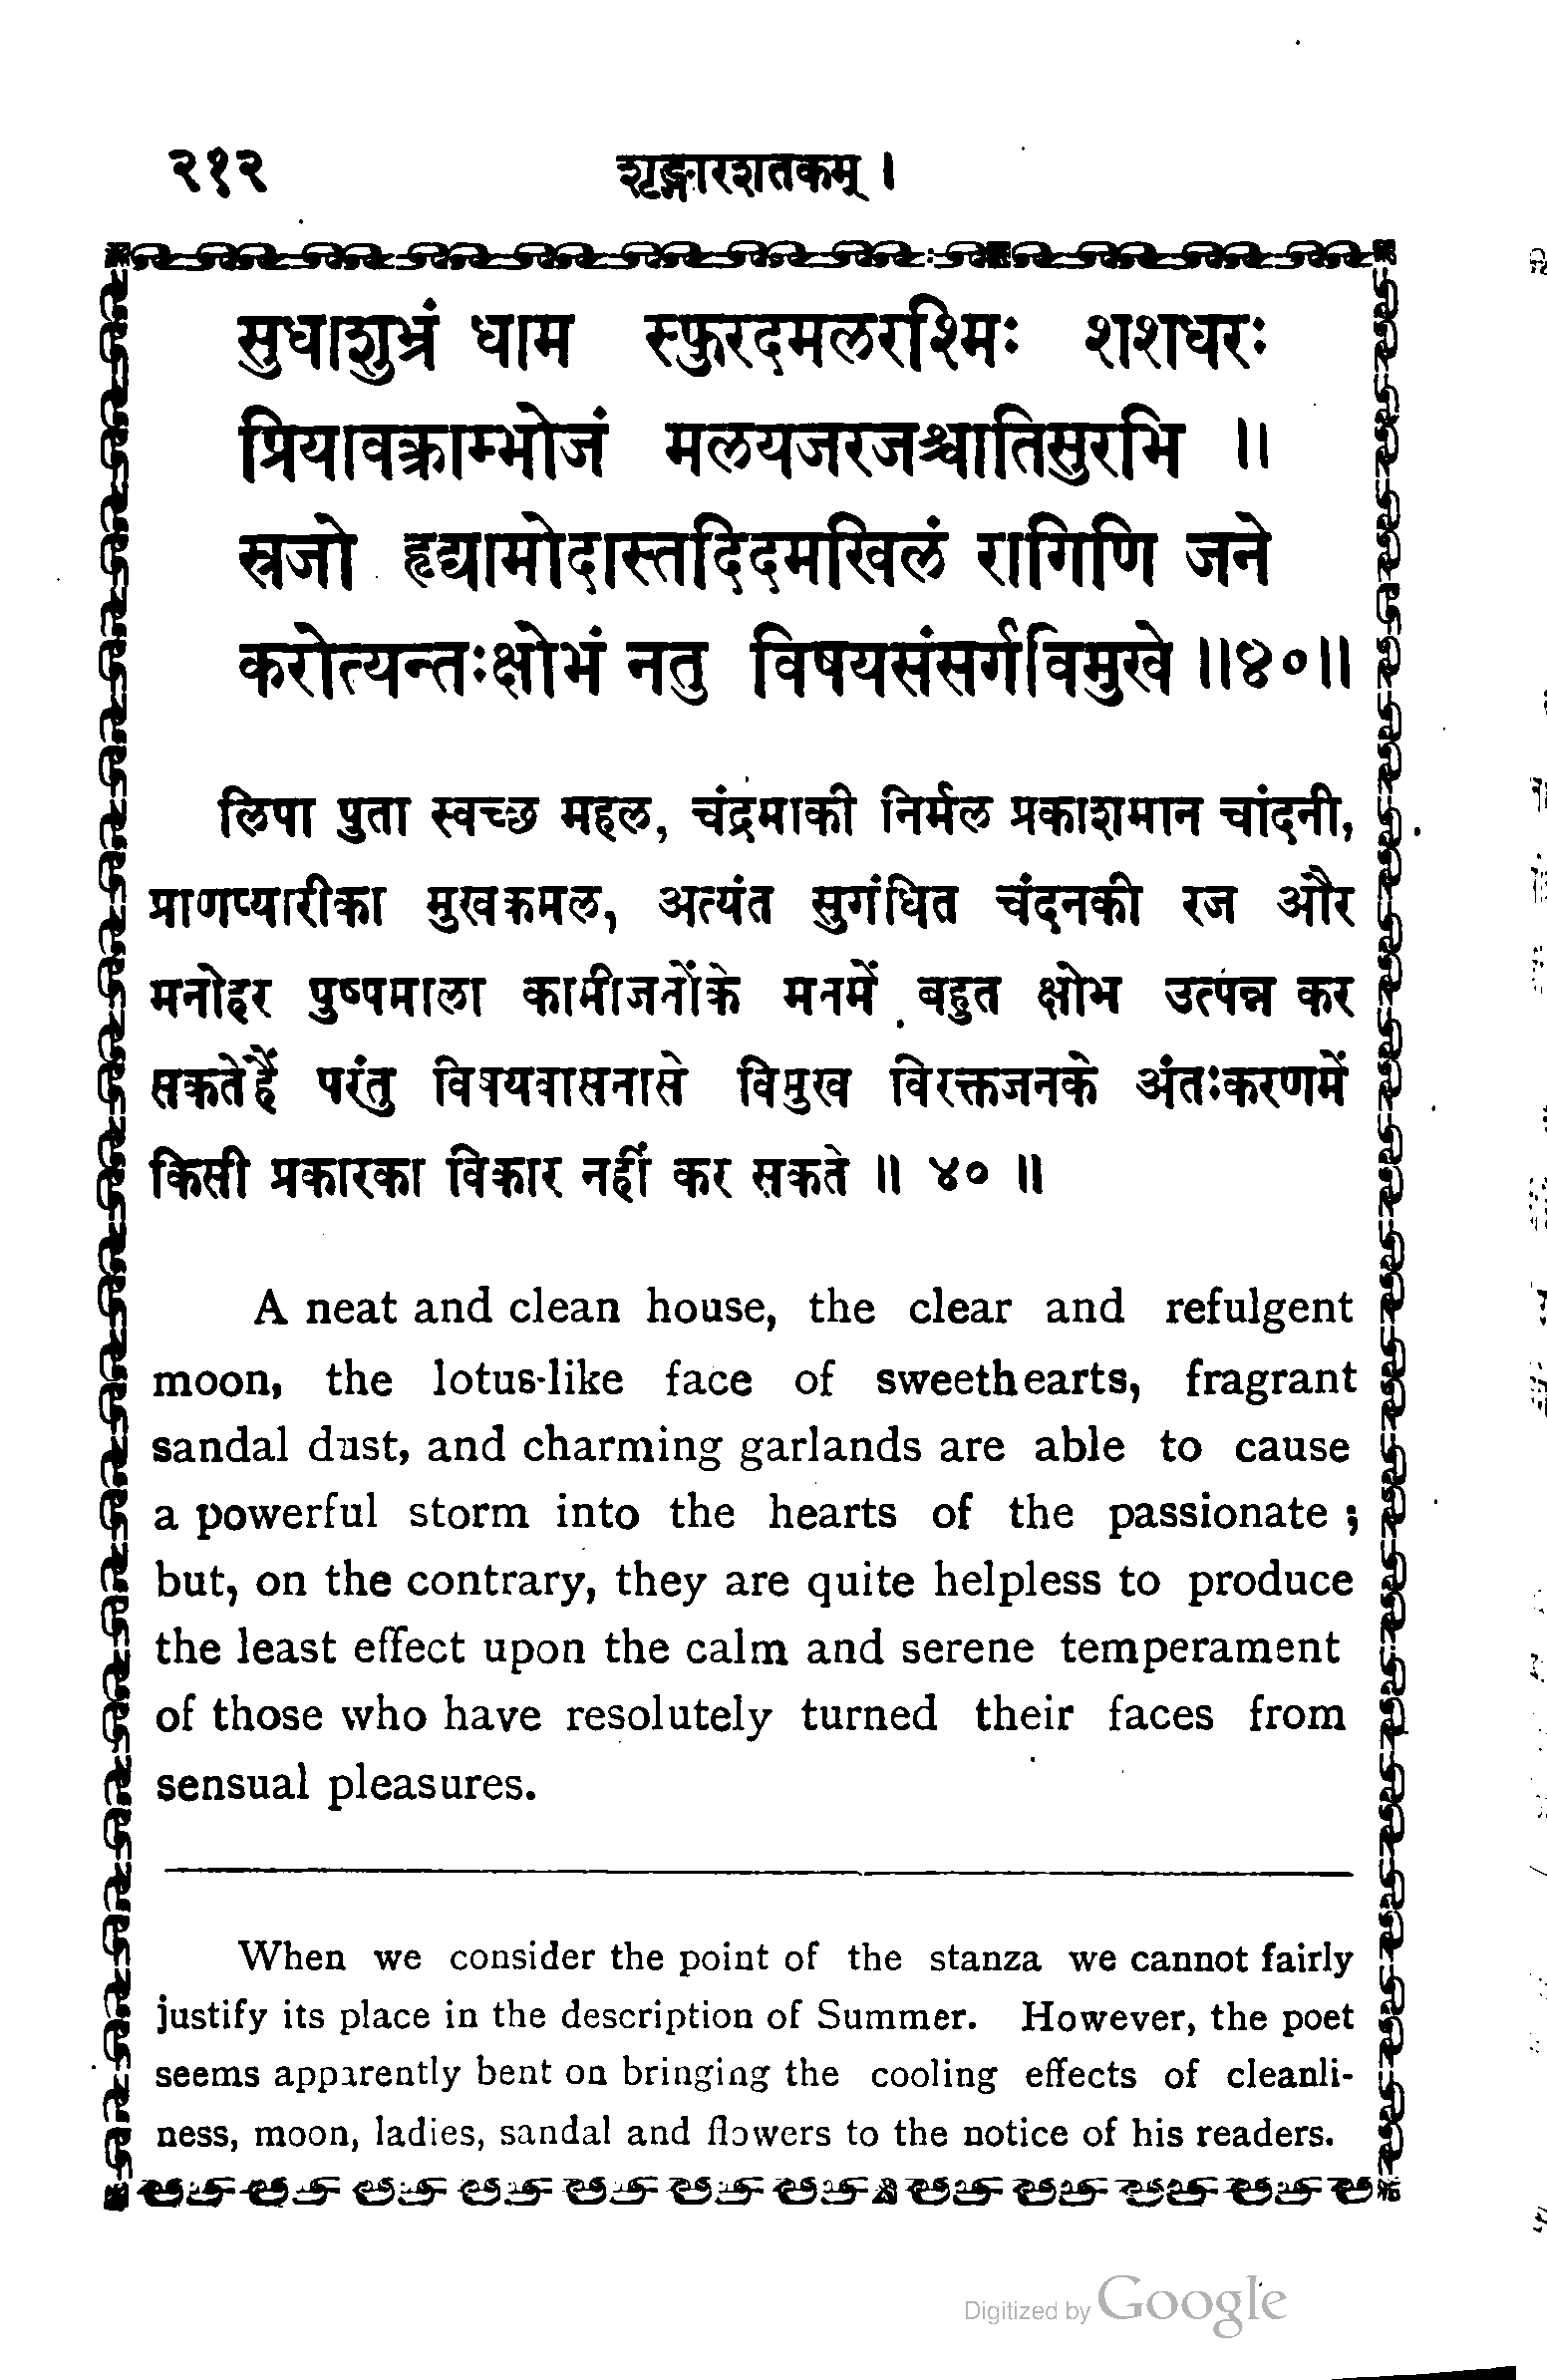 २१२ शृङ्गारशतकम् ।
सुधाशुभ्रं धाम स्फुरदमलरश्मिः शशधरः
प्रियावक्राम्भोजं मलयजरजश्चातिसुरभि ॥
स्रजो हृद्यामोदास्तदिदमखिलं रागिणि जने
करोत्यन्तःक्षोभं नतु विषयसंसर्गविमुखे ॥४०॥
लिपा पुता स्वच्छ महल, चंद्रमाकी निर्मल प्रकाशमान चांदनी,
प्राणप्यारीका मुखकमल, अत्यंत सुगंधित चंदनकी रज और
मनोहर पुष्पमाला कामीजनोंके मनमें बहुत क्षोभ उत्पन्न कर
सकतेहैं परंतु विषयवासनासे विमुख विरक्तजनके अंतःकरणमें
किसी प्रकारका विकार नहीं कर सकते ॥ ४० ॥
A neat and clean house, the clear and refulgent
moon, the lotus-like face of sweethearts, fragrant
sandal dust, and charming garlands are able to cause
a powerful storm into the hearts of the passionate ;
but, on the contrary, they are quite helpless to produce
the least effect upon the calm and serene temperament
of those who have resolutely turned their faces from
sensual pleasures.
When we consider the point of the stanza we cannot fairly
justify its place in the description of Summer. However, the poet
seems apparently bent on bringing the cooling effects of cleanli-
ness, moon, ladies, sandal and flowers to the notice of his readers.
Digitized by Google